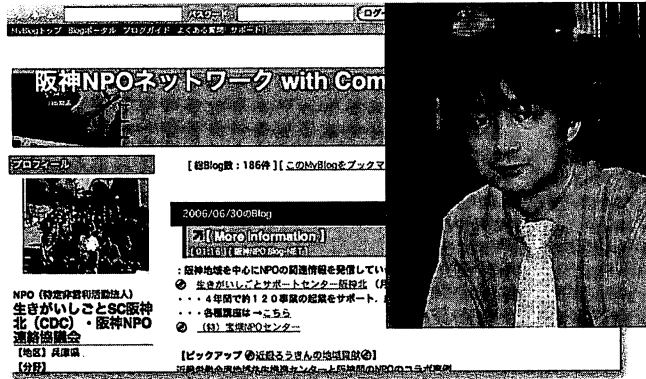 パスワード
MyBlogトップ Blogポータル ブログガイド よくある質問 サポート
阪神NPOネットワーク with Com
プロフィール
[ 総Blog数：186件 ] [ このMyBlogをブックマ
2006/06/30のBlog
[ More Information ]
[ 01:16 ] [ 阪神NPO Blog-NET ]
：阪神地域を中心にNPOの関連情報を発信してい
生きがいしごとサポートセンター阪神北 （
・・・４年間で約１２０事業の起業をサポート、
・・・各種講座は→こちら
（特）宝塚NPOセンター
NPO（特定非営利活動法人）
生きがいしごとSC阪神
北（CDC）・阪神NPO
連絡協議会
【地区】兵庫県
【分野】
【ピックアップ 近畿ろうきんの地域貢献】